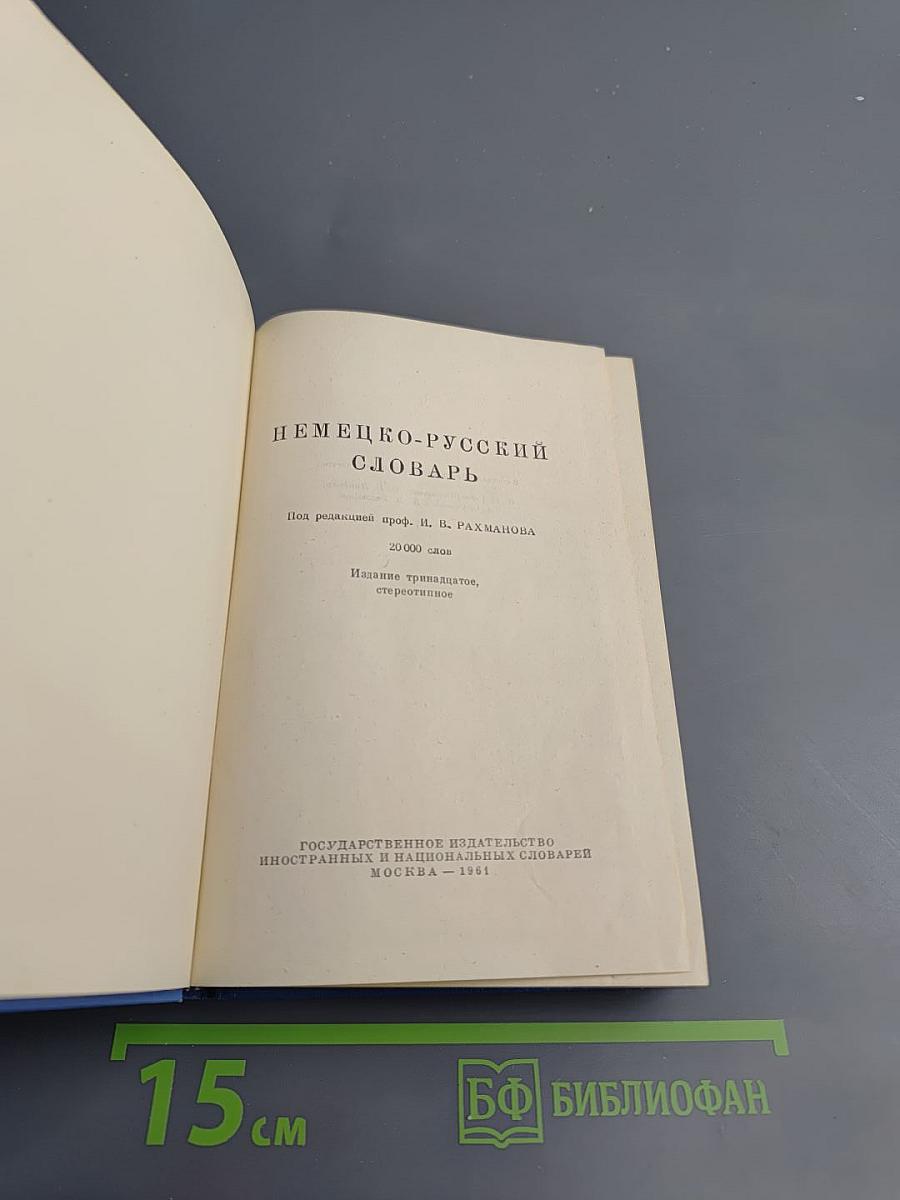 НЕМЕЦКО-РУССКИЙ
СЛОВАРЬ
Под редакцией проф. И. В. РАХМАНОВА
20 000 слов
Издание тринадцатое,
стереотипное
ГОСУДАРСТВЕННОЕ ИЗДАТЕЛЬСТВО
ИНОСТРАННЫХ И НАЦИОНАЛЬНЫХ СЛОВАРЕЙ
МОСКВА — 1961
15 см
БФ БИБЛИОФАН